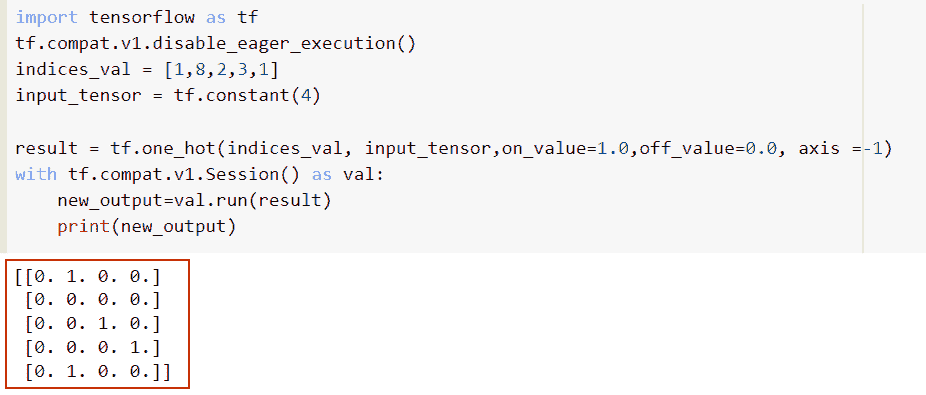 import tensorflow as tf
tf.compat.v1.disable_eager_execution()
indices_val = [1,8,2,3,1]
input_tensor = tf.constant(4)
result = tf.one_hot(indices_val, input_tensor,on_value=1.0,off_value=0.0, axis =-1)
with tf.compat.v1.Session() as val:
    new_output=val.run(result)
    print(new_output)
[[0. 1. 0. 0.]
 [0. 0. 0. 0.]
 [0. 0. 1. 0.]
 [0. 0. 0. 1.]
 [0. 1. 0. 0.]]